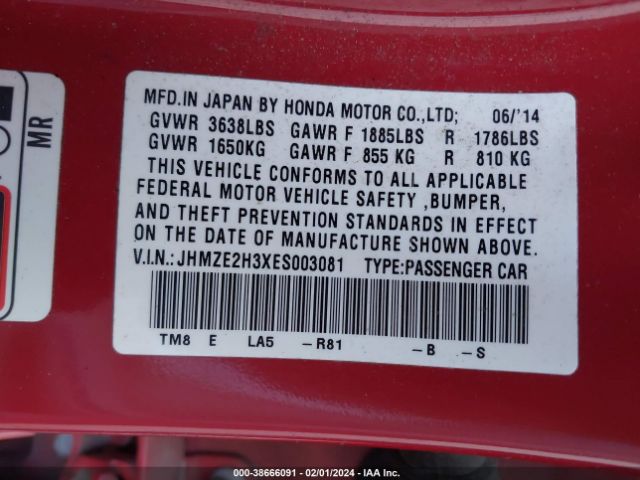 MR
MFD.IN JAPAN BY HONDA MOTOR CO.,LTD; 06/'14
GVWR 3638LBS GAWR F 1885LBS R 1786LBS
GVWR 1650KG GAWR F 855 KG R 810 KG
THIS VEHICLE CONFORMS TO ALL APPLICABLE
FEDERAL MOTOR VEHICLE SAFETY ,BUMPER,
AND THEFT PREVENTION STANDARDS IN EFFECT
ON THE DATE OF MANUFACTURE SHOWN ABOVE.
V.I.N.:JHMZE2H3XES003081 TYPE:PASSENGER CAR
TM8 E LA5 -R81 -B -S
000-38666091 - 02/01/2024 - IAA Inc.